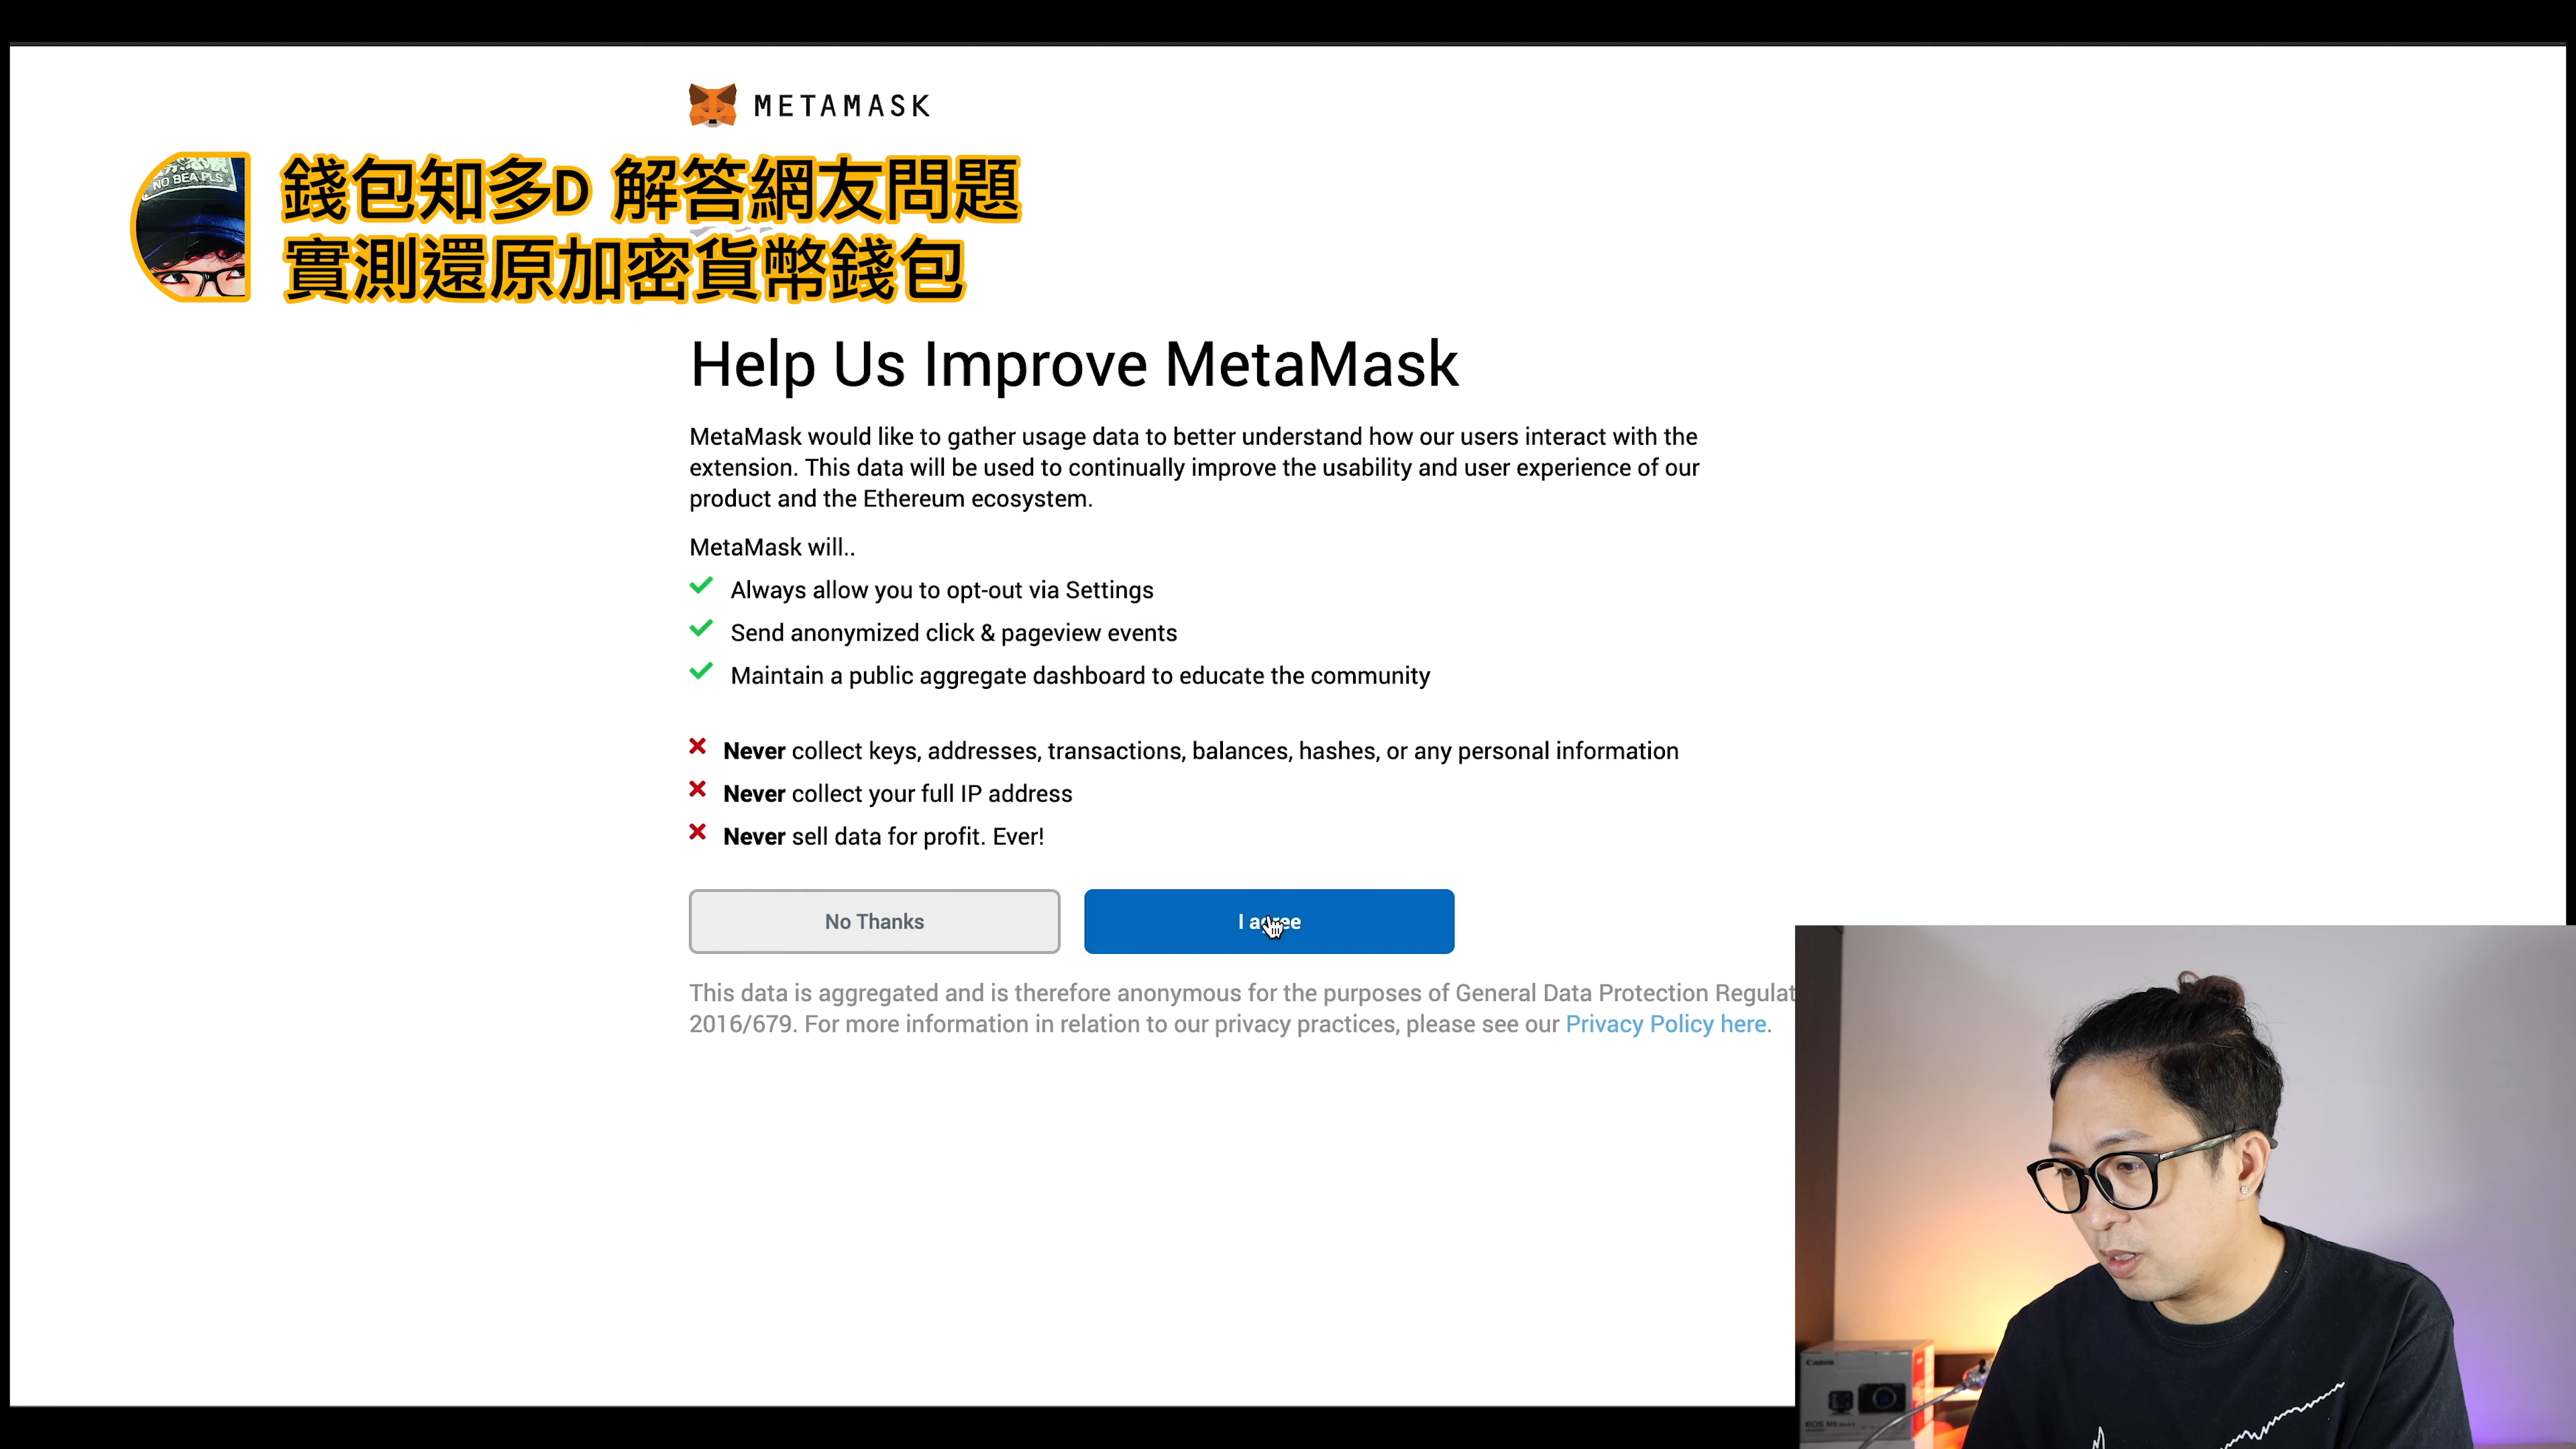 METAMASK
NO BEA PLS
錢包知多D 解答網友問題
實測還原加密貨幣錢包
Help Us Improve MetaMask
MetaMask would like to gather usage data to better understand how our users interact with the
extension. This data will be used to continually improve the usability and user experience of our
product and the Ethereum ecosystem.
MetaMask will..
Always allow you to opt-out via Settings
Send anonymized click & pageview events
Maintain a public aggregate dashboard to educate the community
Never collect keys, addresses, transactions, balances, hashes, or any personal information
Never collect your full IP address
Never sell data for profit. Ever!
No Thanks
I agree
This data is aggregated and is therefore anonymous for the purposes of General Data Protection Regulat
2016/679. For more information in relation to our privacy practices, please see our Privacy Policy here.
Canon